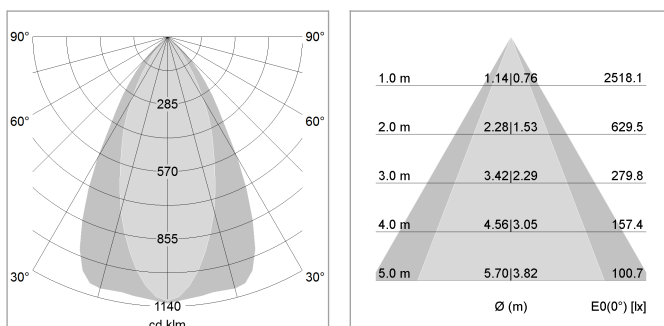 90° 90°
285
60° 60°
570
855
30° 30°
1140
cd klm
1.0 m 1.14|0.76 2518.1
2.0 m 2.28|1.53 629.5
3.0 m 3.42|2.29 279.8
4.0 m 4.56|3.05 157.4
5.0 m 5.70|3.82 100.7
Ø (m) E0(0°) [lx]